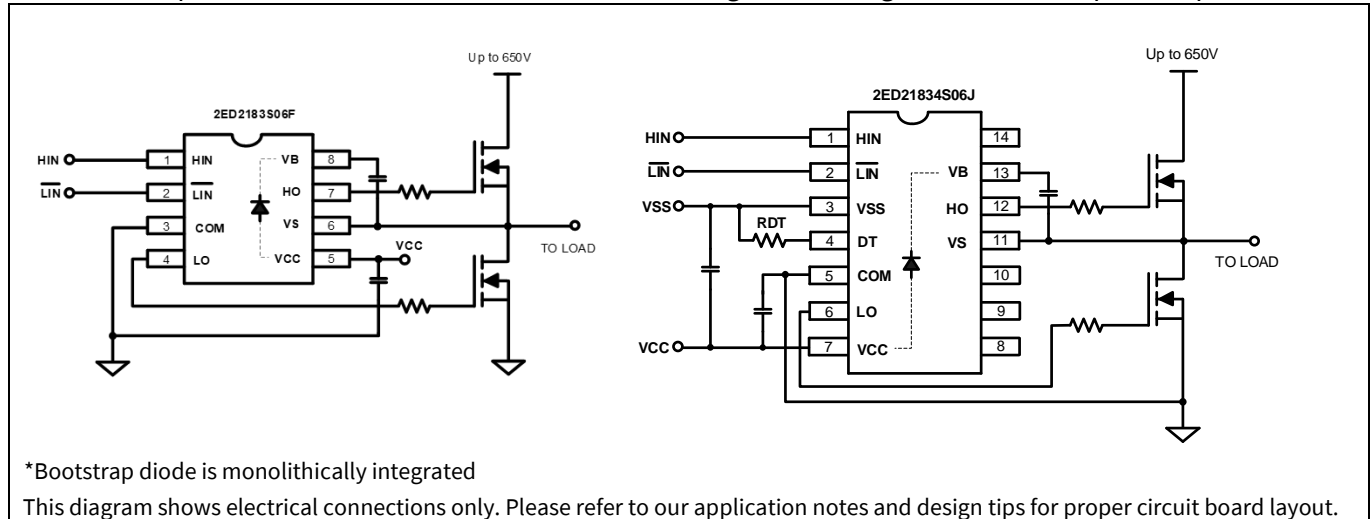 Up to 650V
2ED2183S06F
HIN
1
HIN
VB
8
LIN
2
LIN
HO
7
3
COM
VS
6
TO LOAD
4
LO
VCC
5
VCC
Up to 650V
2ED21834S06J
HIN
1
HIN
14
LIN
2
LIN
VB
13
VSS
3
VSS
HO
12
RDT
4
DT
VS
11
TO LOAD
5
COM
10
6
LO
9
VCC
7
VCC
8
*Bootstrap diode is monolithically integrated
This diagram shows electrical connections only. Please refer to our application notes and design tips for proper circuit board layout.